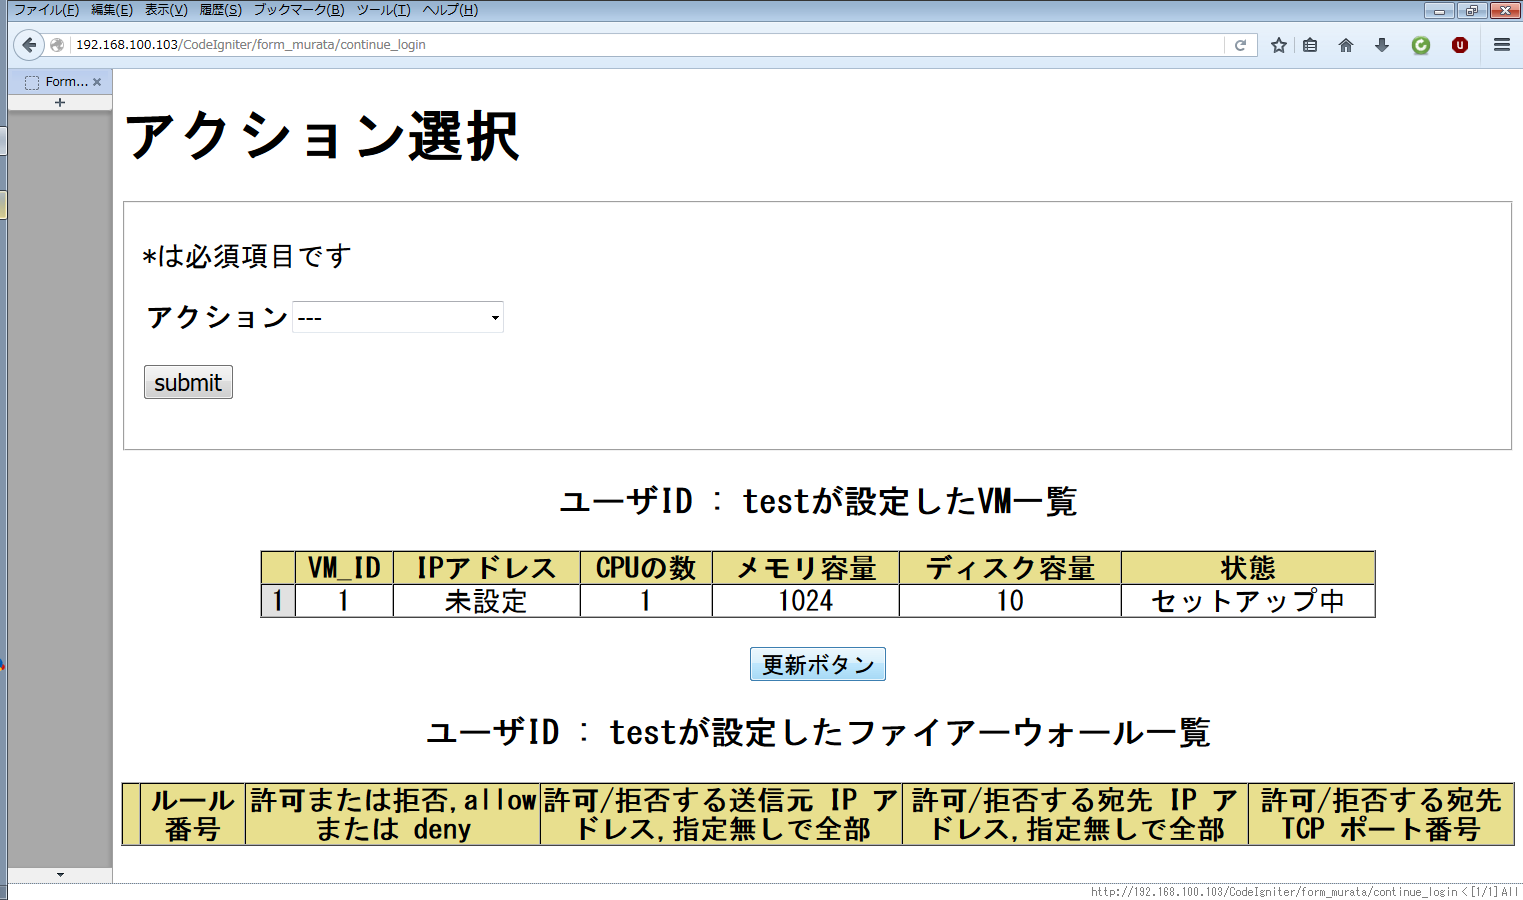 ファイル(F) 編集(E) 表示(V) 履歴(S) ブックマーク(B) ツール(T) ヘルプ(H)
192.168.100.103/CodeIgniter/form_murata/continue_login
Form...
アクション選択
*は必須項目です
アクション ---
submit
ユーザID : testが設定したVM一覧
VM_ID IPアドレス CPUの数 メモリ容量 ディスク容量 状態
1 1 未設定 1 1024 10 セットアップ中
更新ボタン
ユーザID : testが設定したファイアーウォール一覧
ルール番号 許可または拒否,allow または deny 許可/拒否する送信元 IP アドレス,指定無しで全部 許可/拒否する宛先 IP アドレス,指定無しで全部 許可/拒否する宛先 TCP ポート番号
http://192.168.100.103/CodeIgniter/form_murata/continue_login < [1/1] All